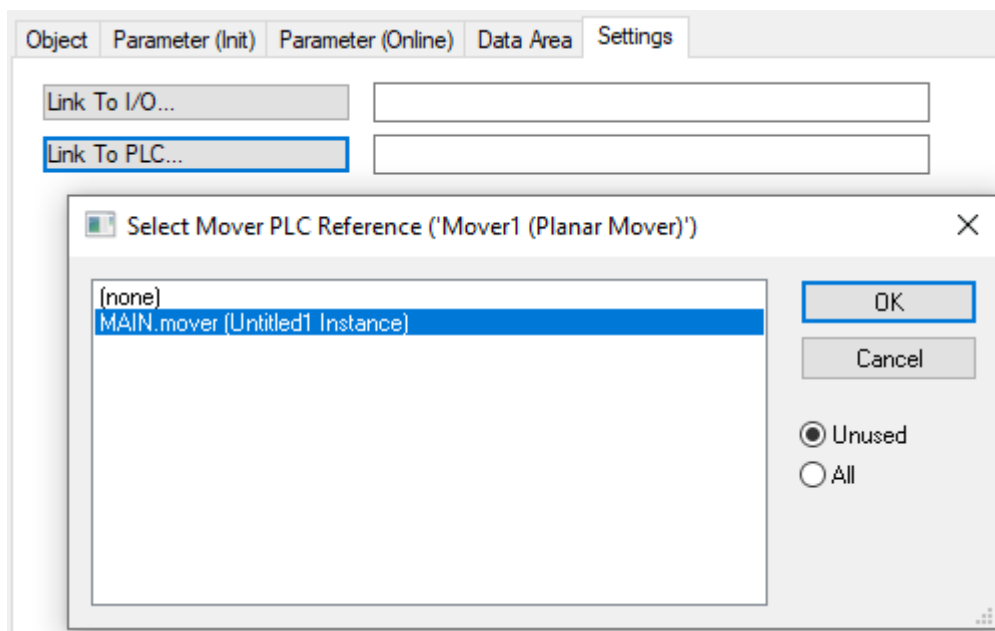 Object Parameter (Init) Parameter (Online) Data Area Settings
Link To I/O...
Link To PLC...
Select Mover PLC Reference ('Mover1 (Planar Mover)')
(none)
MAIN.mover (Untitled1 Instance)
OK
Cancel
Unused
All